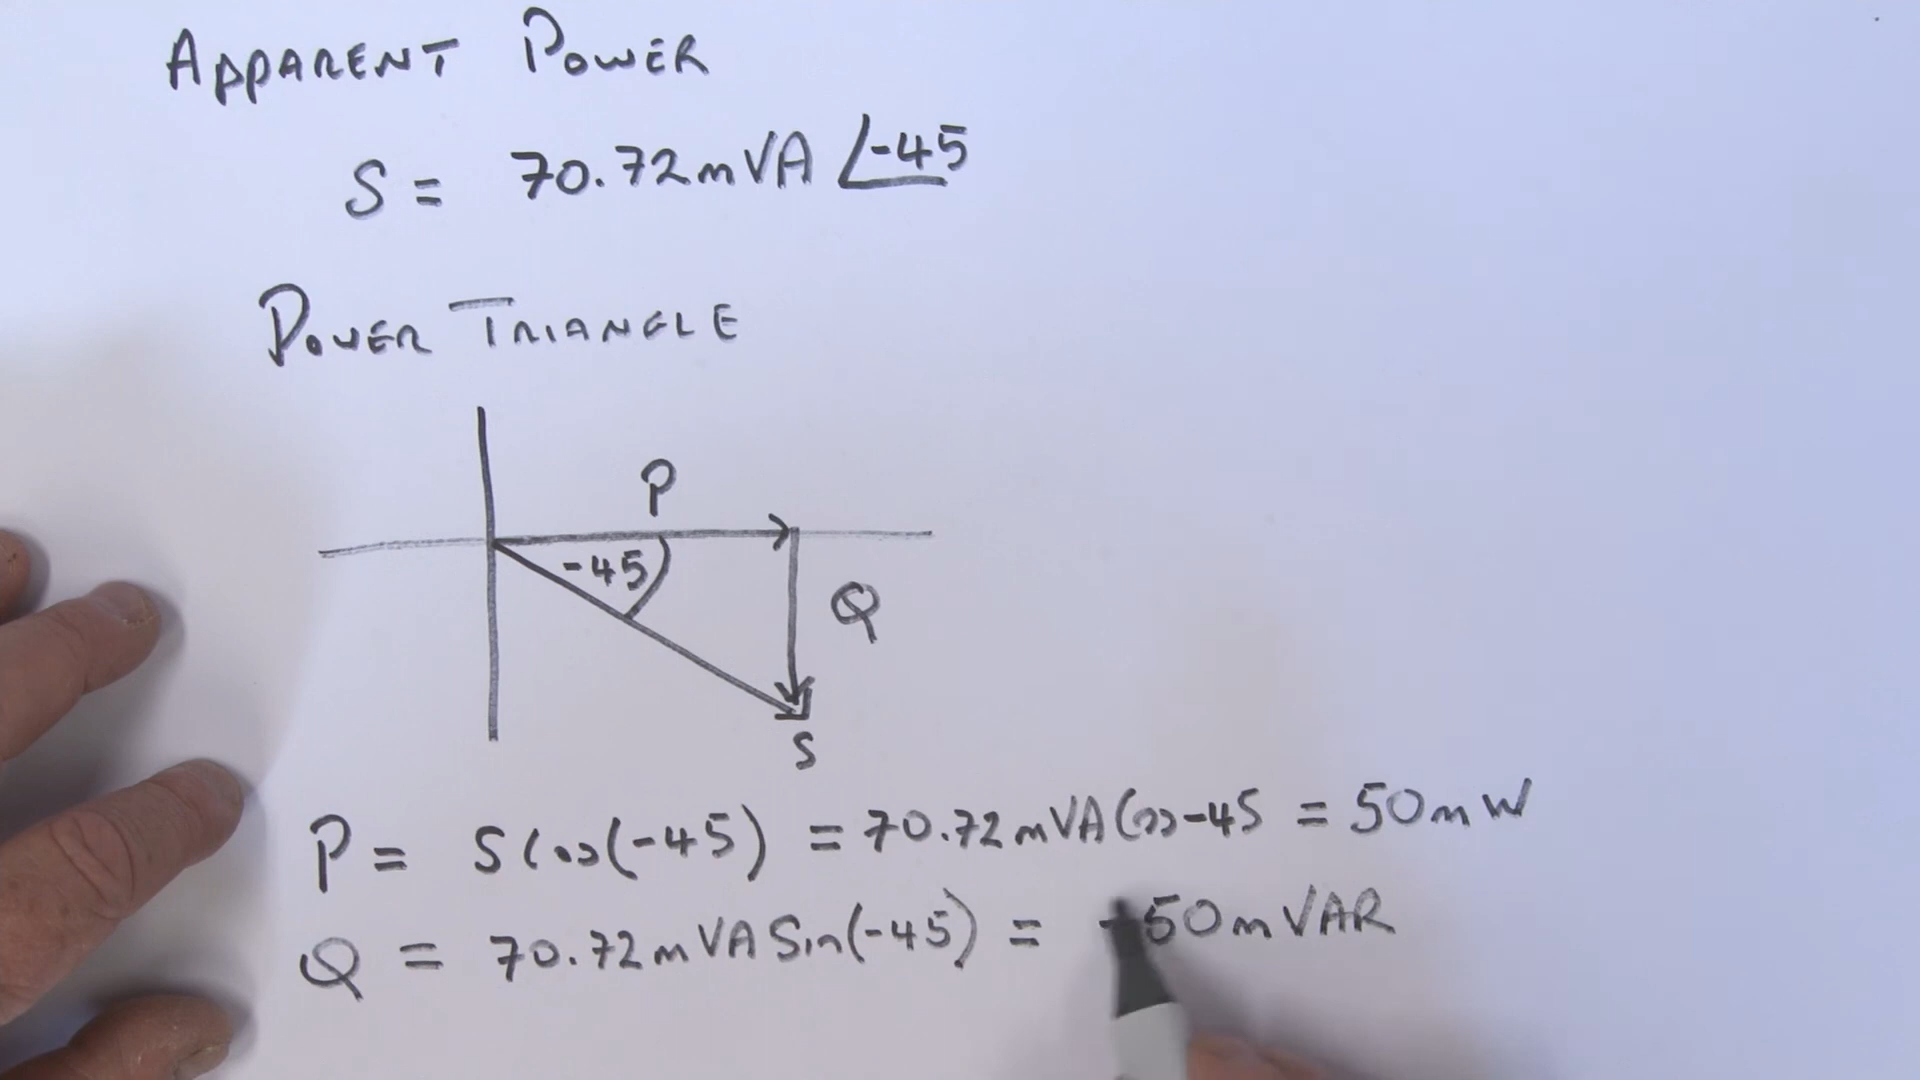 APPARENT POWER
S = 70.72mVA ∠-45
POWER TRIANGLE
P
-45
Q
S
P = S Cos(-45) = 70.72mVA Cos-45 = 50mW
Q = 70.72mVA Sin(-45) = -50mVAR